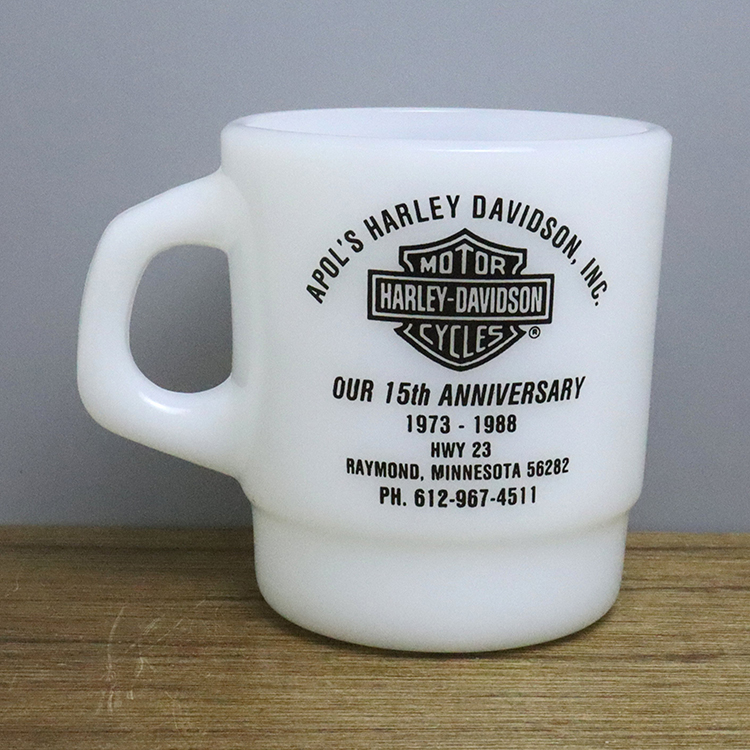 APOL'S HARLEY DAVIDSON, INC.
MOTOR
HARLEY-DAVIDSON
CYCLES ®
OUR 15th ANNIVERSARY
1973 - 1988
HWY 23
RAYMOND, MINNESOTA 56282
PH. 612-967-4511